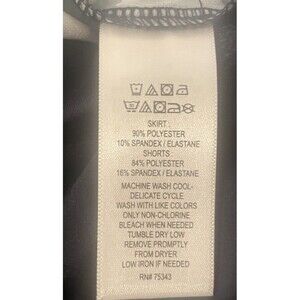 SKIRT:
90% POLYESTER
10% SPANDEX / ELASTANE
SHORTS
84% POLYESTER
16% SPANDEX / ELASTANE
MACHINE WASH COOL-
DELICATE CYCLE
WASH WITH LIKE COLORS
ONLY NON-CHLORINE
BLEACH WHEN NEEDED
TUMBLE DRY LOW
REMOVE PROMPTLY
FROM DRYER
LOW IRON IF NEEDED
RN# 75343